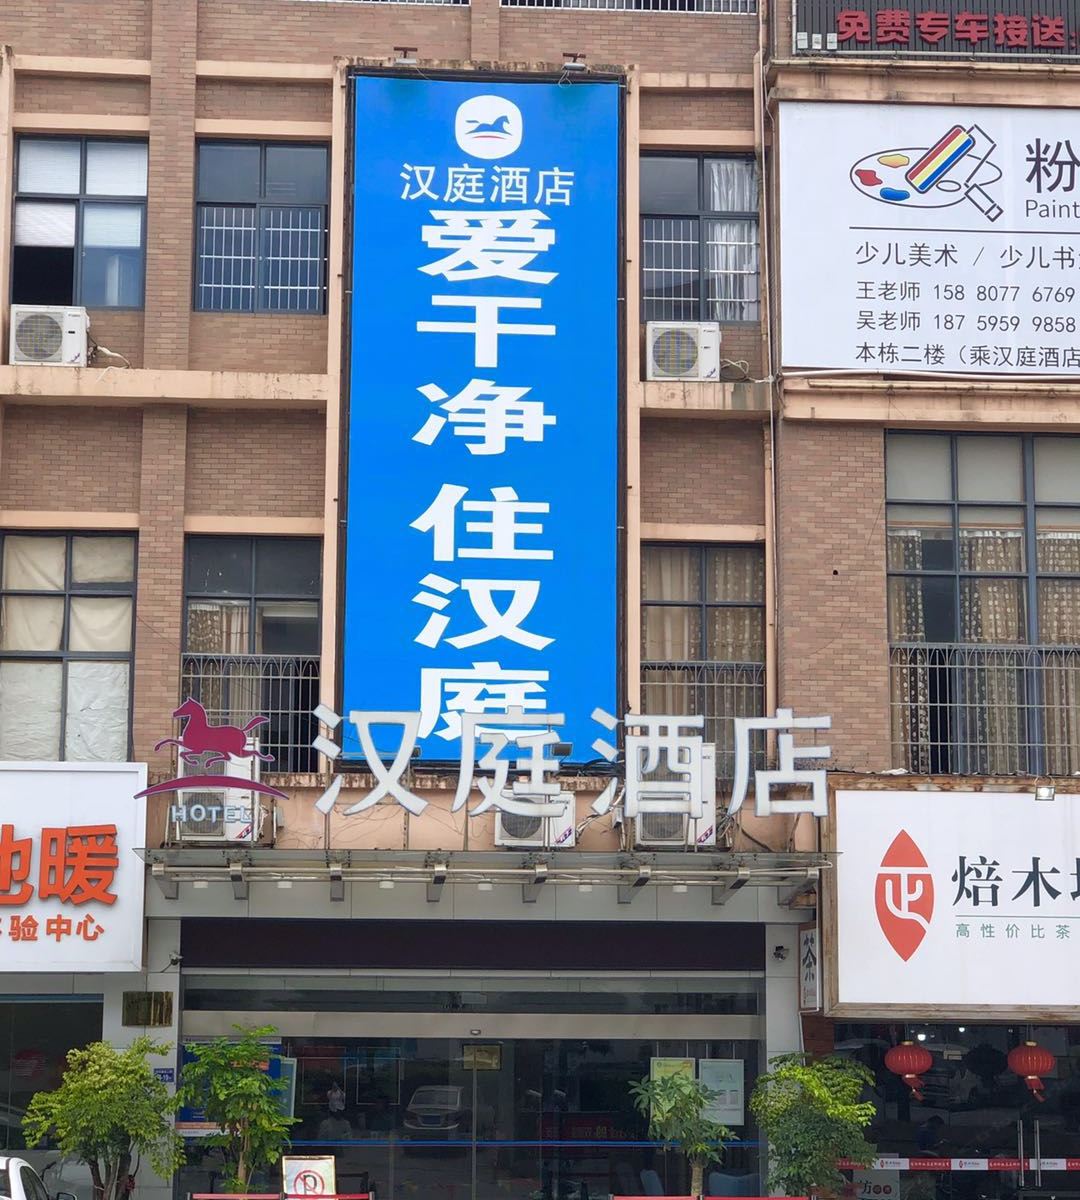 免费专车接送
汉庭酒店
爱干净 住汉庭
粉
Paint
少儿美术 / 少儿书
王老师 158 8077 6769
吴老师 187 5959 9858
本栋二楼（乘汉庭酒店
HOTEL
汉庭酒店
地暖
验中心
焙木
高性价比茶